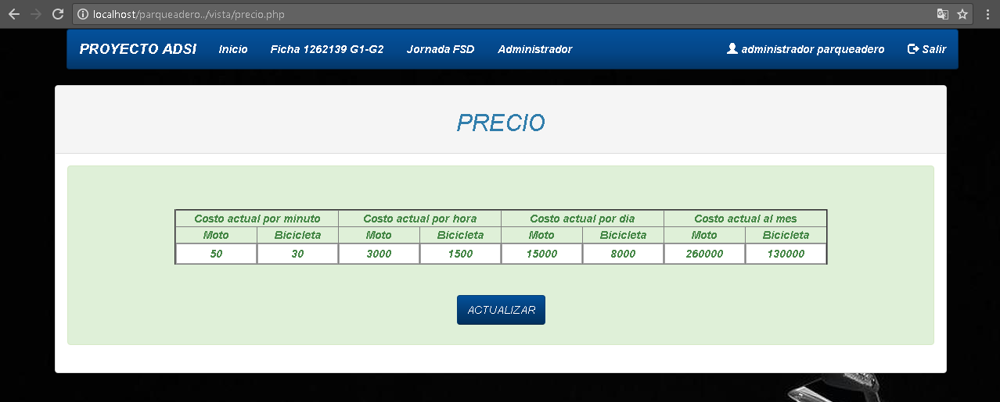 localhost/parqueadero../vista/precio.php
PROYECTO ADSI Inicio Ficha 1262139 G1-G2 Jornada FSD Administrador administrador parqueadero Salir
PRECIO
Costo actual por minuto Costo actual por hora Costo actual por dia Costo actual al mes
Moto Bicicleta Moto Bicicleta Moto Bicicleta Moto Bicicleta
50 30 3000 1500 15000 8000 260000 130000
ACTUALIZAR